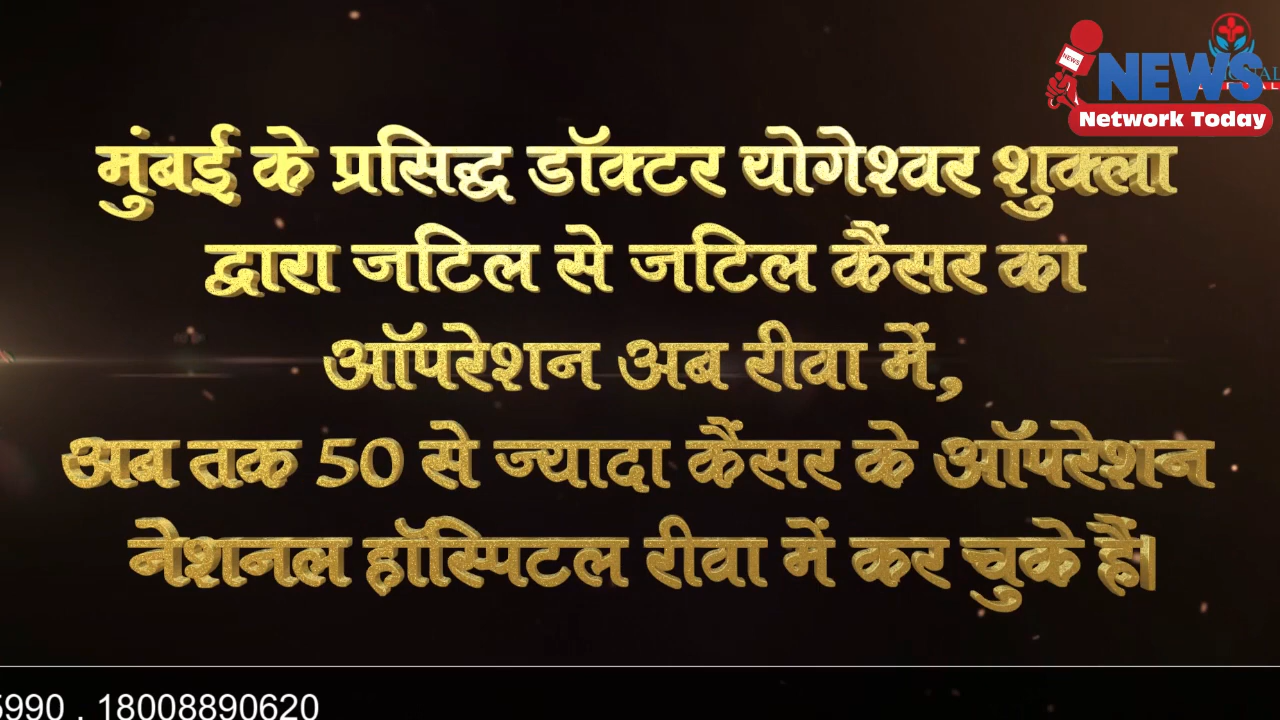 NEWS
NEWS
Network Today
मुंबई के प्रसिद्ध डॉक्टर योगेश्वर शुक्ला
द्वारा जटिल से जटिल कैंसर का
ऑपरेशन अब रीवा में,
अब तक 50 से ज्यादा कैंसर के ऑपरेशन
नेशनल हॉस्पिटल रीवा में कर चुके हैं।
5990 , 18008890620